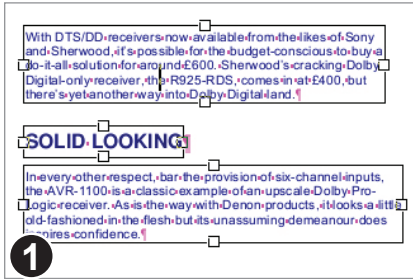 With DTS/DD receivers now available from the likes of Sony
and Sherwood, it's possible for the budget-conscious to buy a
do-it-all solution for around £600. Sherwood's cracking Dolby
Digital-only receiver, the R925-RDS, comes in at £400, but
there's yet another way into Dolby Digital land.¶
SOLID LOOKING¶
In every other respect, bar the provision of six-channel inputs,
the AVR-1100 is a classic example of an upscale Dolby Pro-
Logic receiver. As is the way with Denon products, it looks a little
old-fashioned in the flesh but its unassuming demeanour does
inspires confidence.¶
1